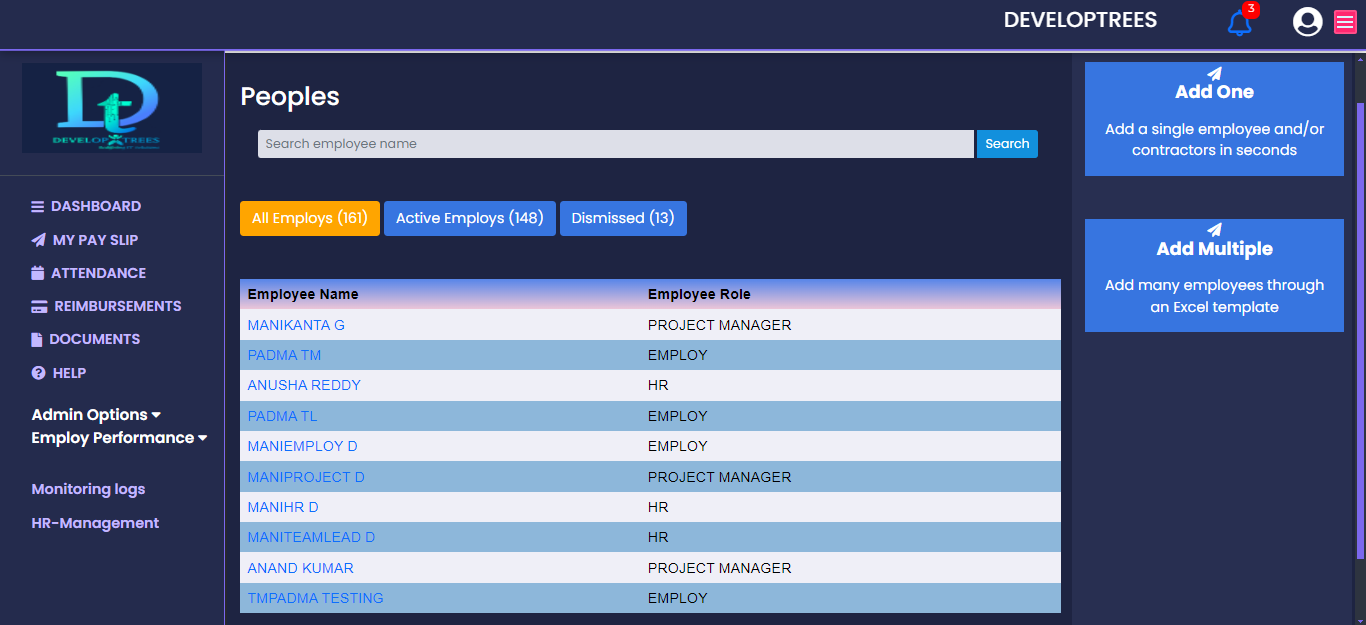 DEVELOPTREES
3
DEVELOP TREES
DASHBOARD
MY PAY SLIP
ATTENDANCE
REIMBURSEMENTS
DOCUMENTS
HELP
Admin Options
Employ Performance
Monitoring logs
HR-Management
Peoples
Search employee name
Search
All Employs (161)
Active Employs (148)
Dismissed (13)
Employee Name Employee Role
MANIKANTA G PROJECT MANAGER
PADMA TM EMPLOY
ANUSHA REDDY HR
PADMA TL EMPLOY
MANIEMPLOY D EMPLOY
MANIPROJECT D PROJECT MANAGER
MANIHR D HR
MANITEAMLEAD D HR
ANAND KUMAR PROJECT MANAGER
TMPADMA TESTING EMPLOY
Add One
Add a single employee and/or
contractors in seconds
Add Multiple
Add many employees through
an Excel template